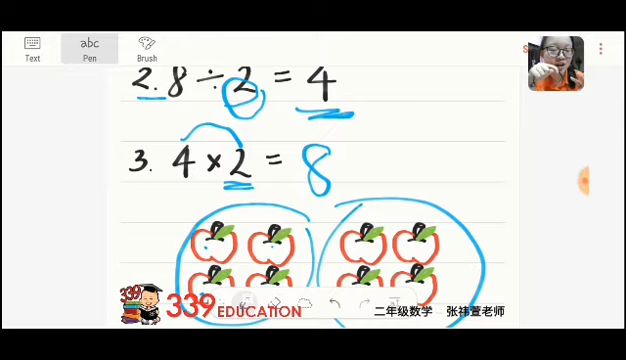 Text
abc
Pen
Brush
2. 8 ÷ 2 = 4
3. 4 × 2 = 8
339
339 EDUCATION
二年级数学 张祎萱老师